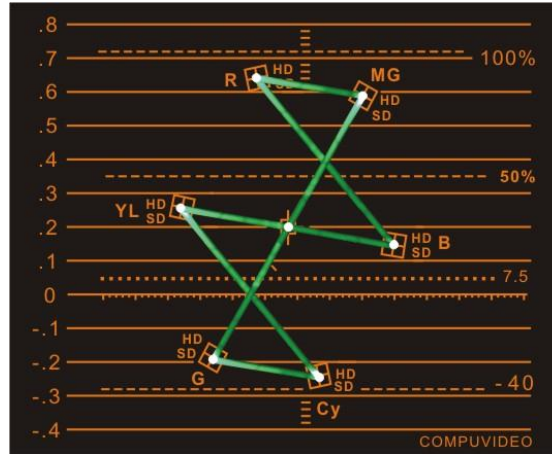 .8
.7
100%
R
HD
SD
MG
HD
SD
.6
.5
.4
50%
.3
YL
HD
SD
.2
HD
SD
B
.1
7.5
0
-.1
HD
SD
-.2
G
HD
SD
-.3
- 40
Cy
-.4
COMPUVIDEO